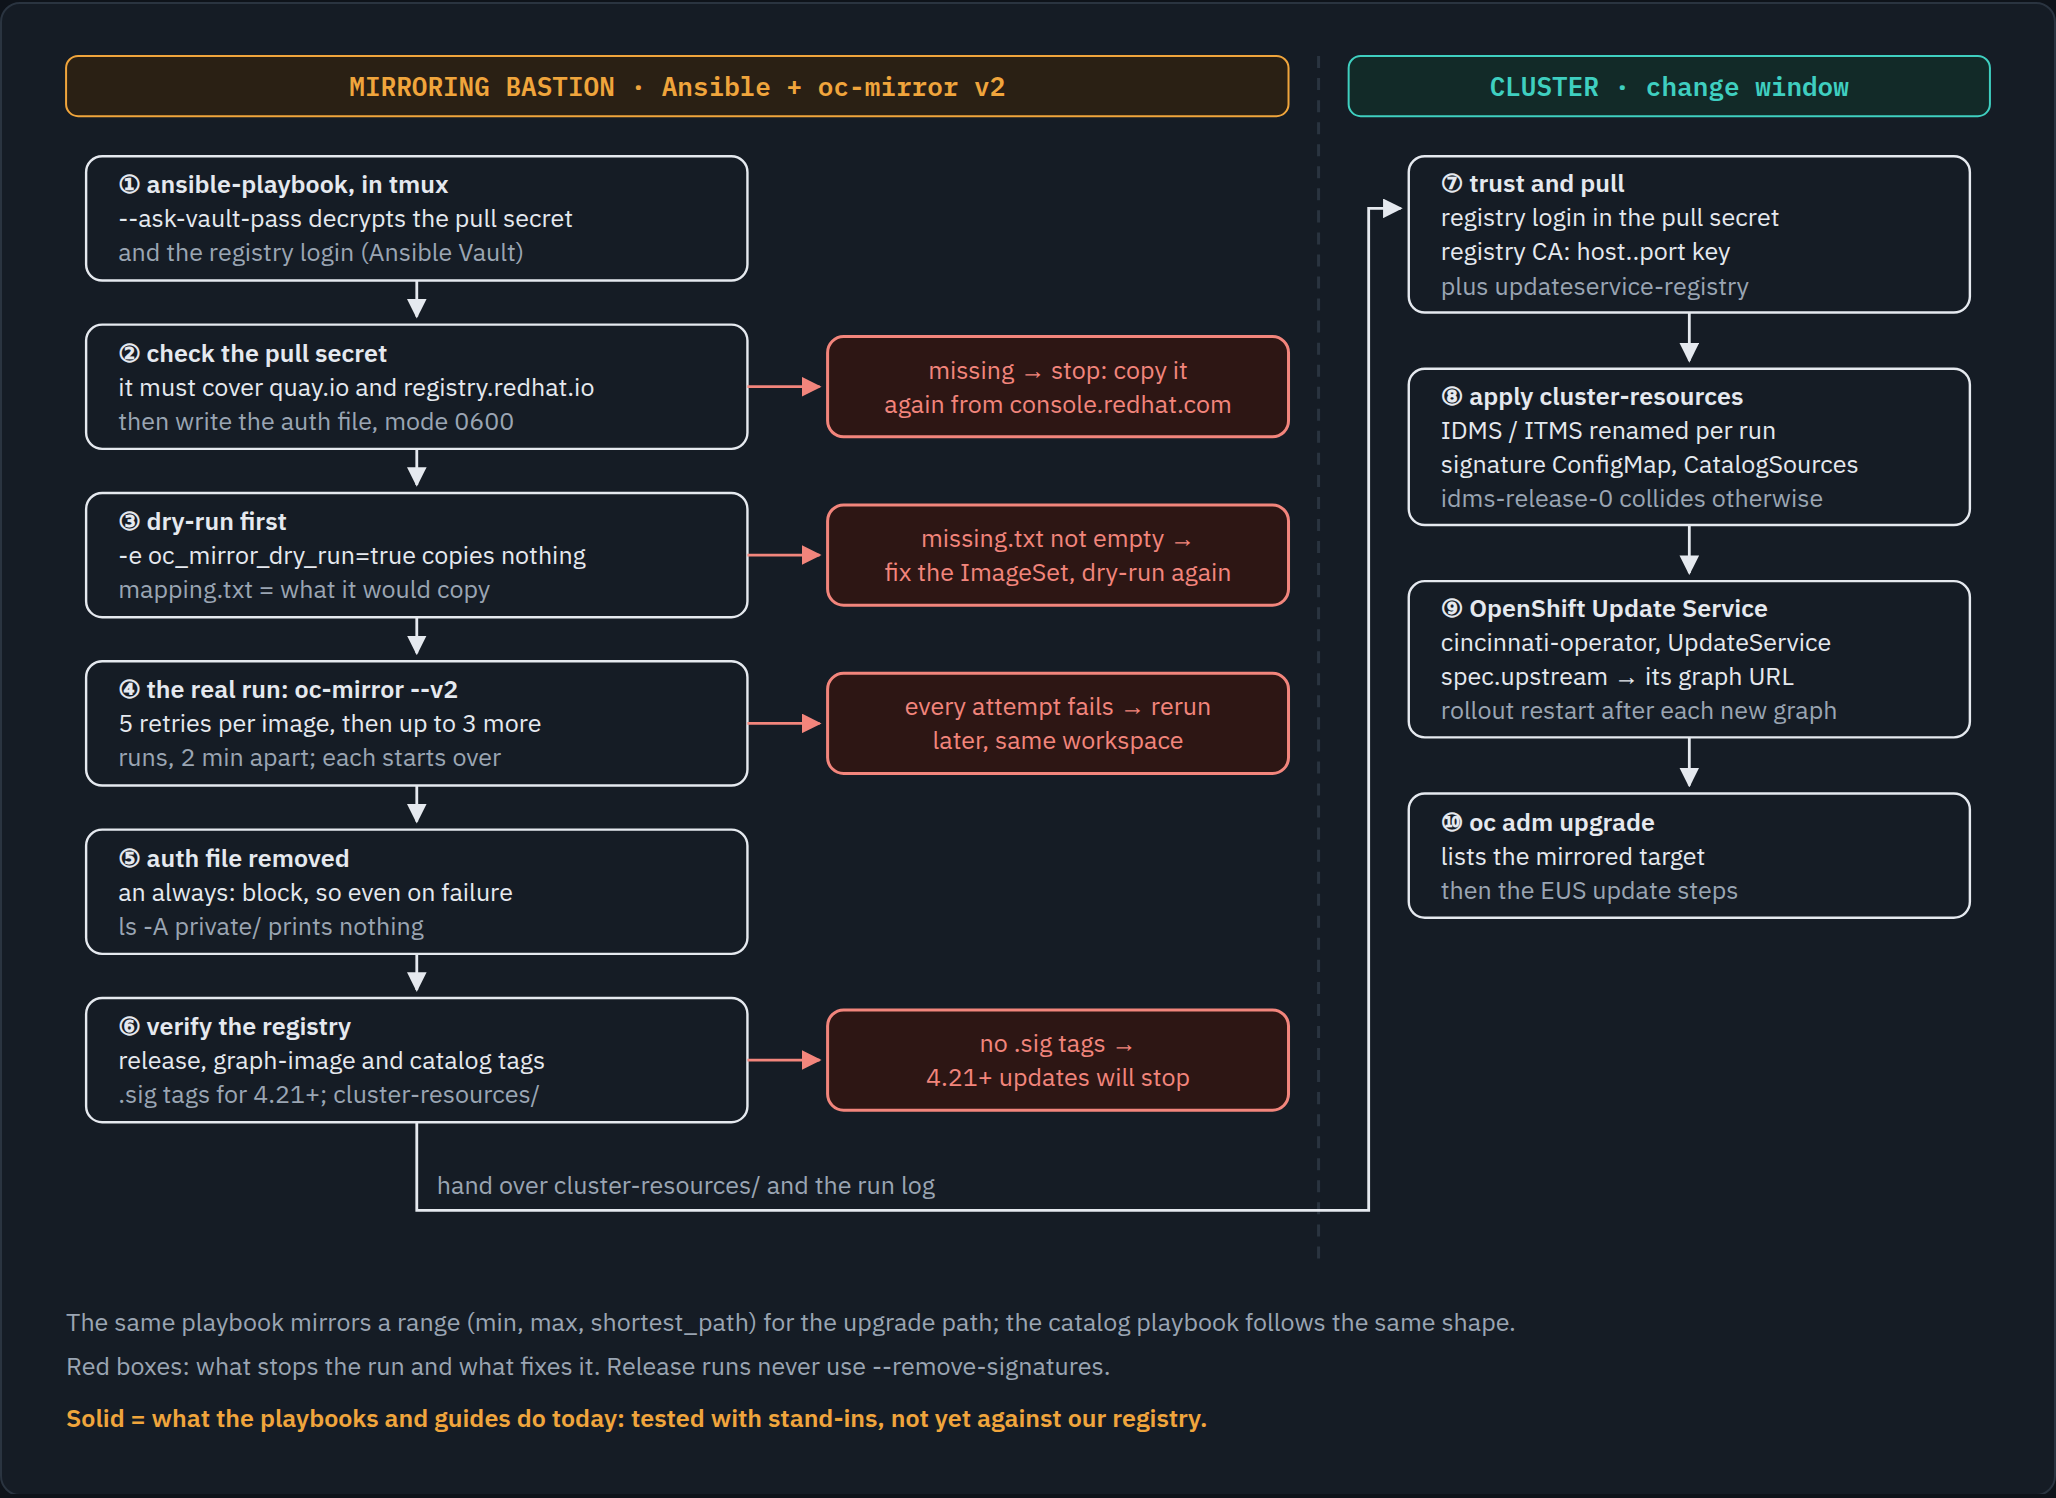 MIRRORING BASTION · Ansible + oc-mirror v2
① ansible-playbook, in tmux
--ask-vault-pass decrypts the pull secret
and the registry login (Ansible Vault)
② check the pull secret
it must cover quay.io and registry.redhat.io
then write the auth file, mode 0600
missing → stop: copy it
again from console.redhat.com
③ dry-run first
-e oc_mirror_dry_run=true copies nothing
mapping.txt = what it would copy
missing.txt not empty →
fix the ImageSet, dry-run again
④ the real run: oc-mirror --v2
5 retries per image, then up to 3 more
runs, 2 min apart; each starts over
every attempt fails → rerun
later, same workspace
⑤ auth file removed
an always: block, so even on failure
ls -A private/ prints nothing
⑥ verify the registry
release, graph-image and catalog tags
.sig tags for 4.21+; cluster-resources/
no .sig tags →
4.21+ updates will stop
hand over cluster-resources/ and the run log
CLUSTER · change window
⑦ trust and pull
registry login in the pull secret
registry CA: host..port key
plus updateservice-registry
⑧ apply cluster-resources
IDMS / ITMS renamed per run
signature ConfigMap, CatalogSources
idms-release-0 collides otherwise
⑨ OpenShift Update Service
cincinnati-operator, UpdateService
spec.upstream → its graph URL
rollout restart after each new graph
⑩ oc adm upgrade
lists the mirrored target
then the EUS update steps
The same playbook mirrors a range (min, max, shortest_path) for the upgrade path; the catalog playbook follows the same shape.
Red boxes: what stops the run and what fixes it. Release runs never use --remove-signatures.
Solid = what the playbooks and guides do today: tested with stand-ins, not yet against our registry.